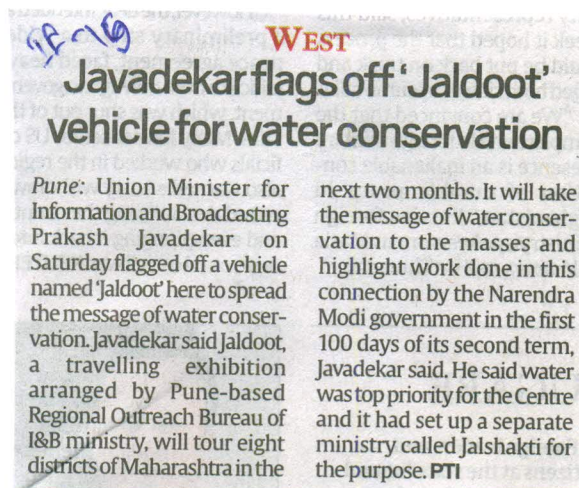 WEST
Javadekar flags off ‘Jaldoot’
vehicle for water conservation
Pune: Union Minister for
Information and Broadcasting
Prakash Javadekar on
Saturday flagged off a vehicle
named ‘Jaldoot’ here to spread
the message of water conser-
vation. Javadekar said Jaldoot,
a travelling exhibition
arranged by Pune-based
Regional Outreach Bureau of
I&B ministry, will tour eight
districts of Maharashtra in the
next two months. It will take
the message of water conser-
vation to the masses and
highlight work done in this
connection by the Narendra
Modi government in the first
100 days of its second term,
Javadekar said. He said water
was top priority for the Centre
and it had set up a separate
ministry called Jalshakti for
the purpose. PTI